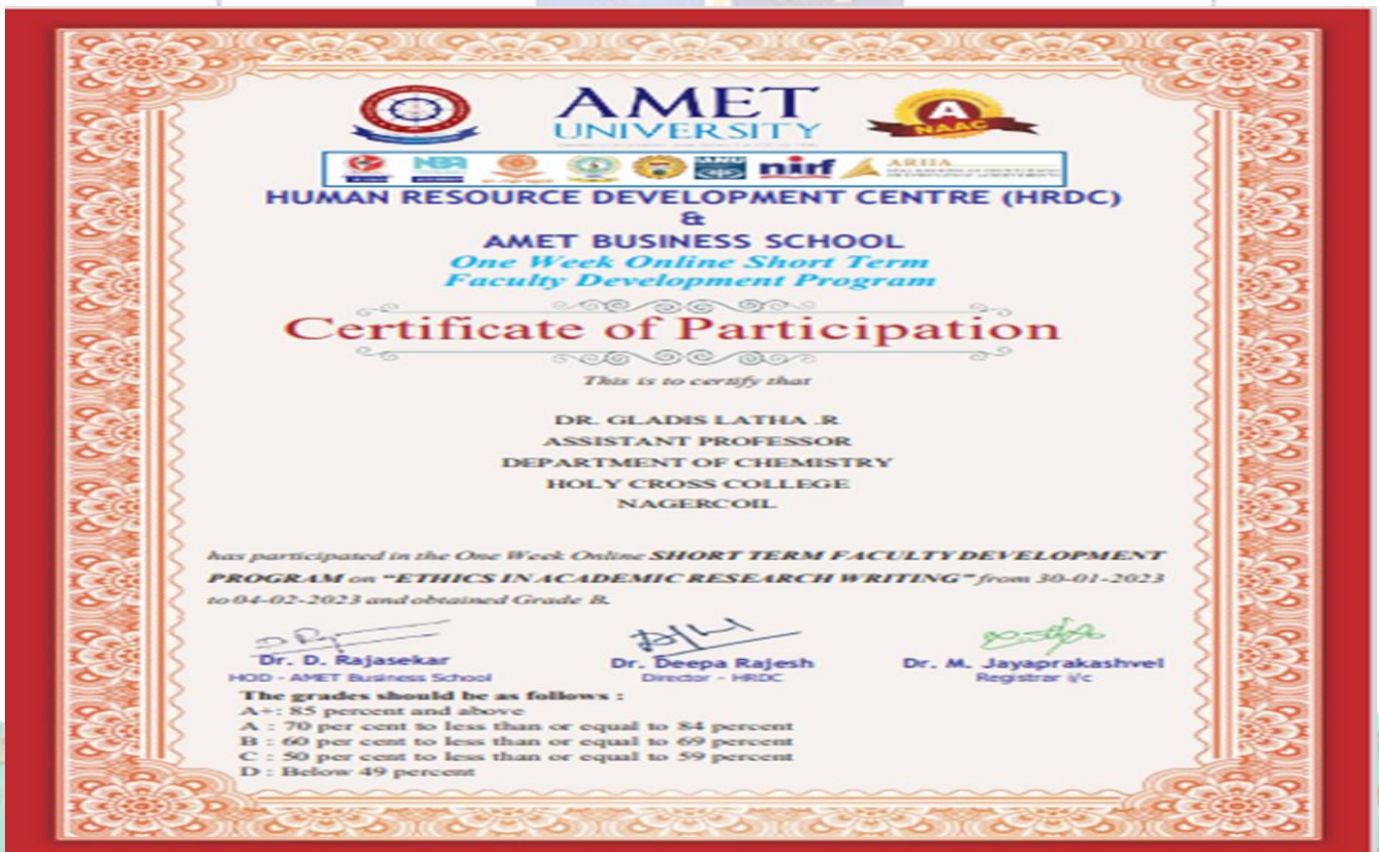 AMET
UNIVERSITY
A
NAAC
NBA
nirf
ARIIA
HUMAN RESOURCE DEVELOPMENT CENTRE (HRDC)
&
AMET BUSINESS SCHOOL
One Week Online Short Term
Faculty Development Program
Certificate of Participation
This is to certify that
DR. GLADIS LATHA .R
ASSISTANT PROFESSOR
DEPARTMENT OF CHEMISTRY
HOLY CROSS COLLEGE
NAGERCOIL
has participated in the One Week Online SHORT TERM FACULTY DEVELOPMENT
PROGRAM on "ETHICS IN ACADEMIC RESEARCH WRITING" from 30-01-2023
to 04-02-2023 and obtained Grade B.
Dr. D. Rajasekar
HOD - AMET Business School
Dr. Deepa Rajesh
Director - HRDC
Dr. M. Jayaprakashvel
Registrar i/c
The grades should be as follows :
A+: 85 percent and above
A : 70 per cent to less than or equal to 84 percent
B : 60 per cent to less than or equal to 69 percent
C : 50 per cent to less than or equal to 59 percent
D : Below 49 percent